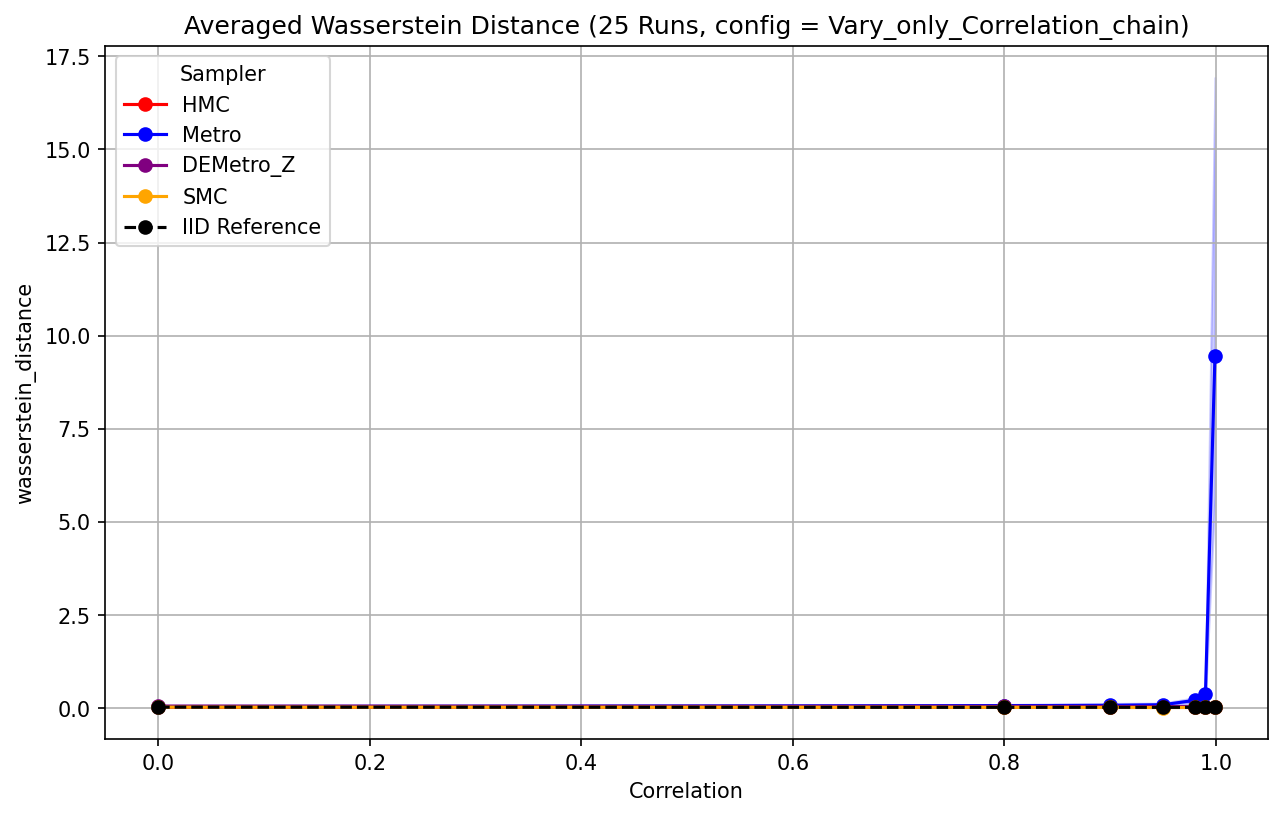 Averaged Wasserstein Distance (25 Runs, config = Vary_only_Correlation_chain)
17.5
15.0
12.5
10.0
7.5
5.0
2.5
0.0
wasserstein_distance
Sampler
HMC
Metro
DEMetro_Z
SMC
IID Reference
0.0
0.2
0.4
0.6
0.8
1.0
Correlation